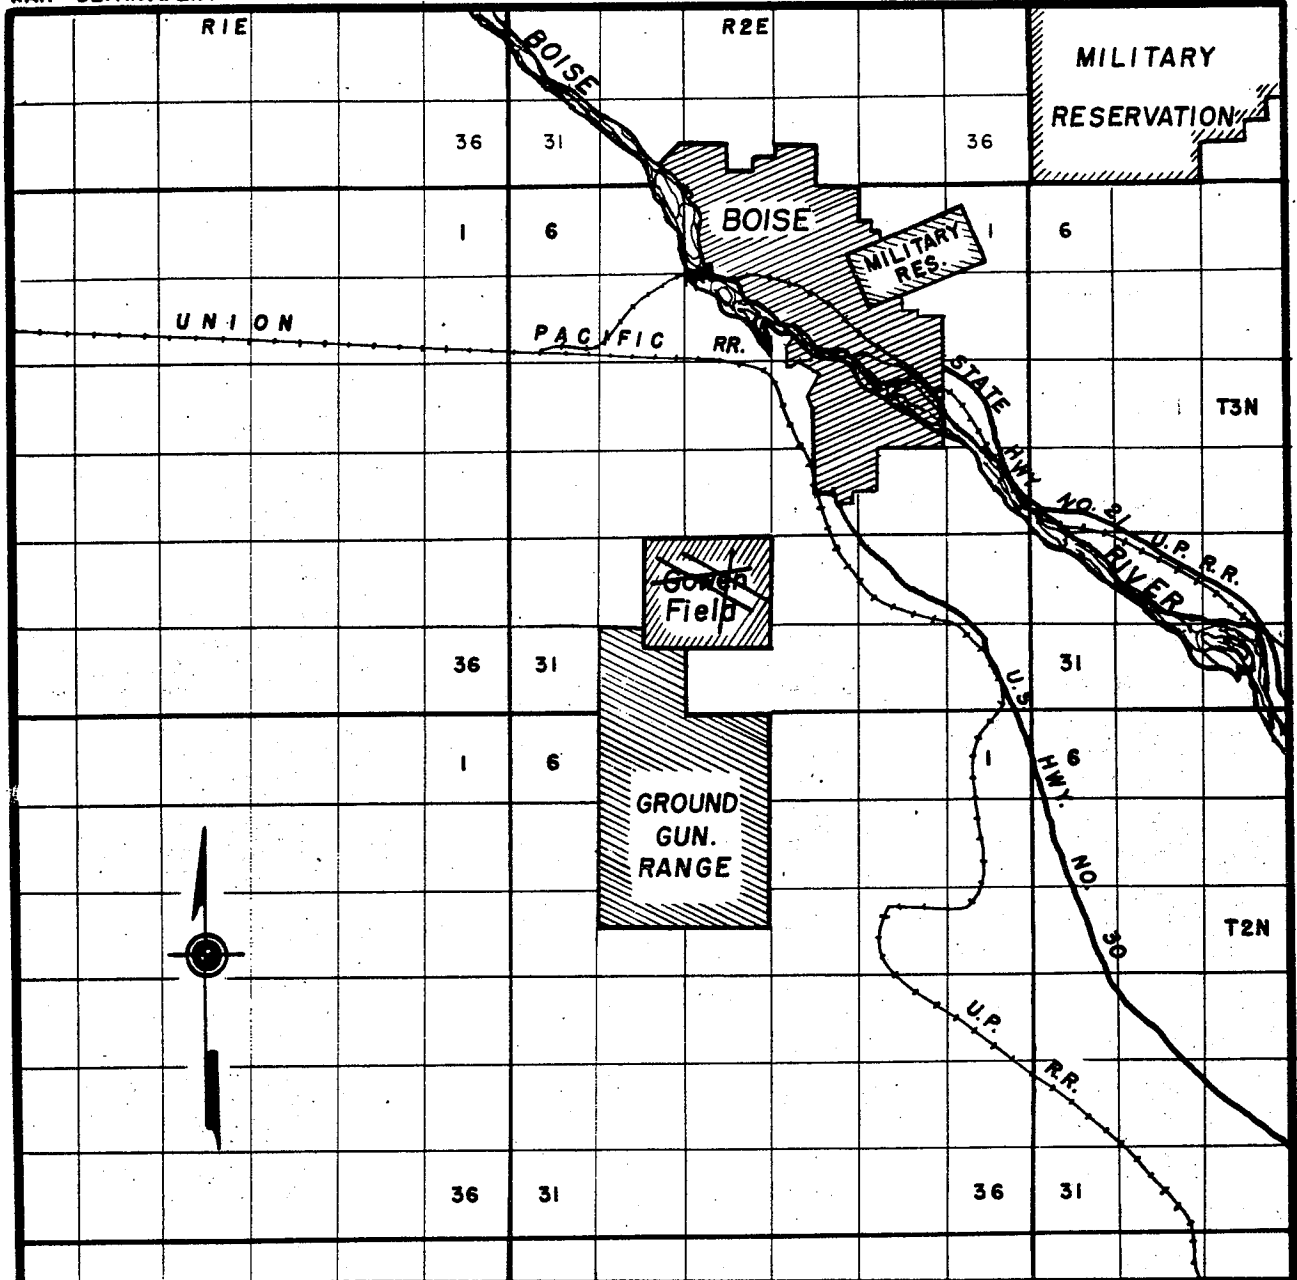 R1E
R2E
BOISE
MILITARY
RESERVATION
36
31
36
BOISE
1
6
1
6
MILITARY
RES.
UNION
PACIFIC
RR.
STATE
HWY.
NO. 21
T3N
U.P. R.R.
RIVER
Gowen
Field
36
31
31
U.S.
HWY.
NO.
30
1
6
1
6
GROUND
GUN.
RANGE
T2N
U.P.
R.R.
36
31
36
31